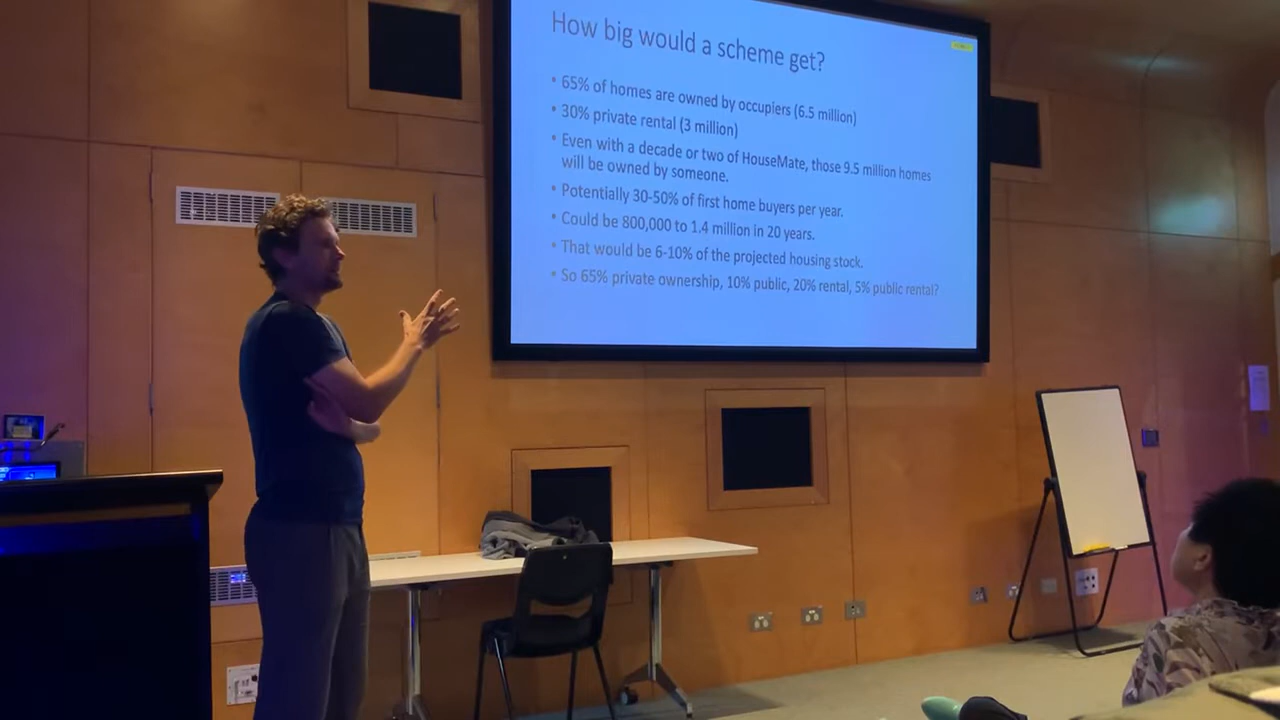 How big would a scheme get?
• 65% of homes are owned by occupiers (6.5 million)
• 30% private rental (3 million)
• Even with a decade or two of HouseMate, those 9.5 million homes
will be owned by someone.
• Potentially 30-50% of first home buyers per year.
• Could be 800,000 to 1.4 million in 20 years.
• That would be 6-10% of the projected housing stock.
• So 65% private ownership, 10% public, 20% rental, 5% public rental?